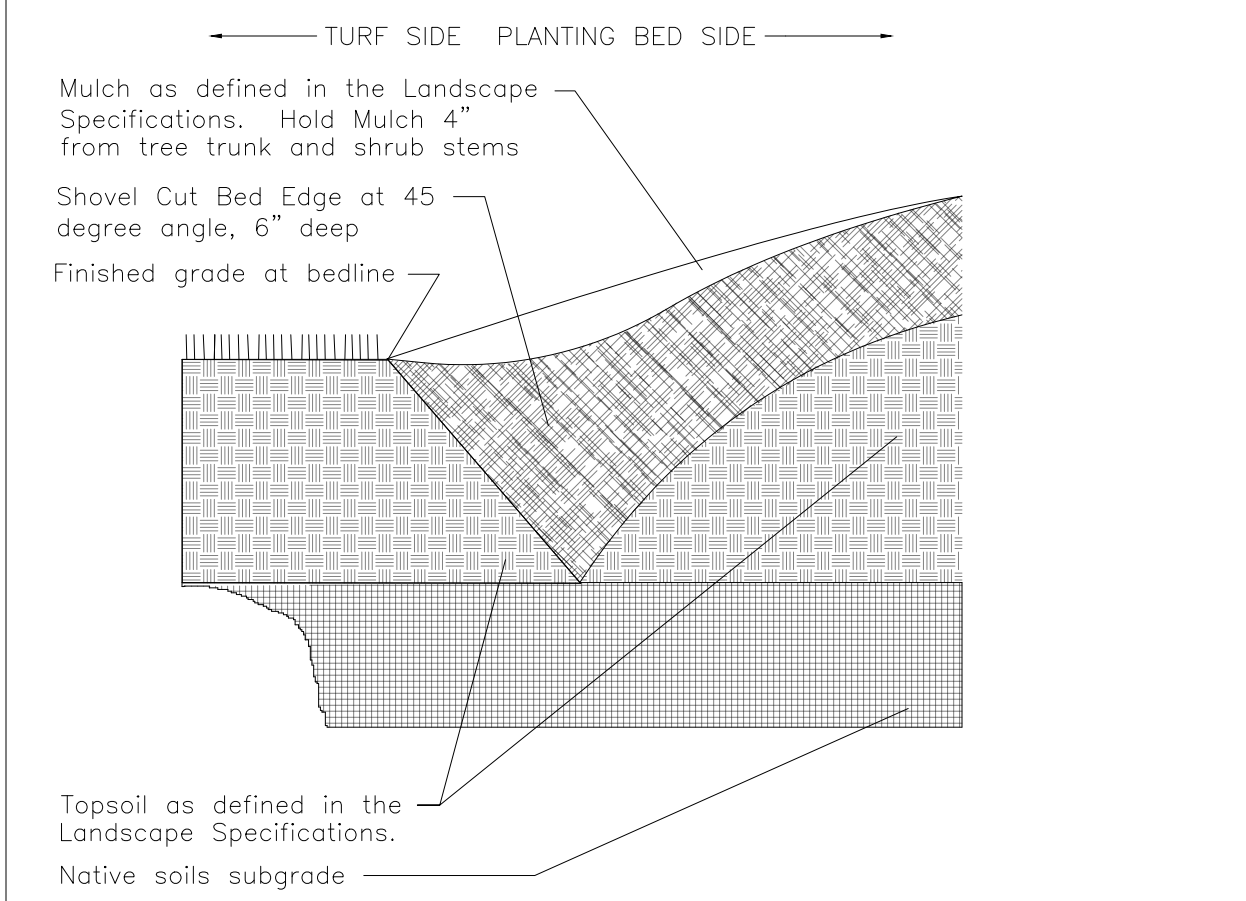 TURF SIDE PLANTING BED SIDE
Mulch as defined in the Landscape
Specifications. Hold Mulch 4”
from tree trunk and shrub stems
Shovel Cut Bed Edge at 45
degree angle, 6” deep
Finished grade at bedline
Topsoil as defined in the
Landscape Specifications.
Native soils subgrade